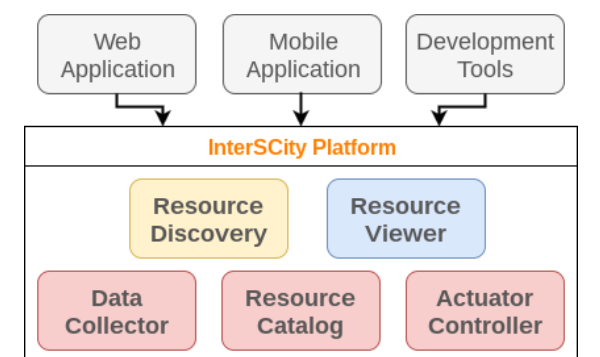 Web
Application
Mobile
Application
Development
Tools
InterSCity Platform
Resource
Discovery
Resource
Viewer
Data
Collector
Resource
Catalog
Actuator
Controller